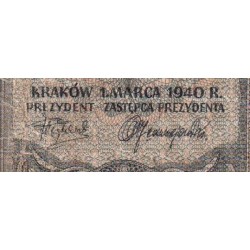 KRAKÓW 1. MARCA 1940 R.
PREZYDENT ZASTĘPCA PREZYDENTA